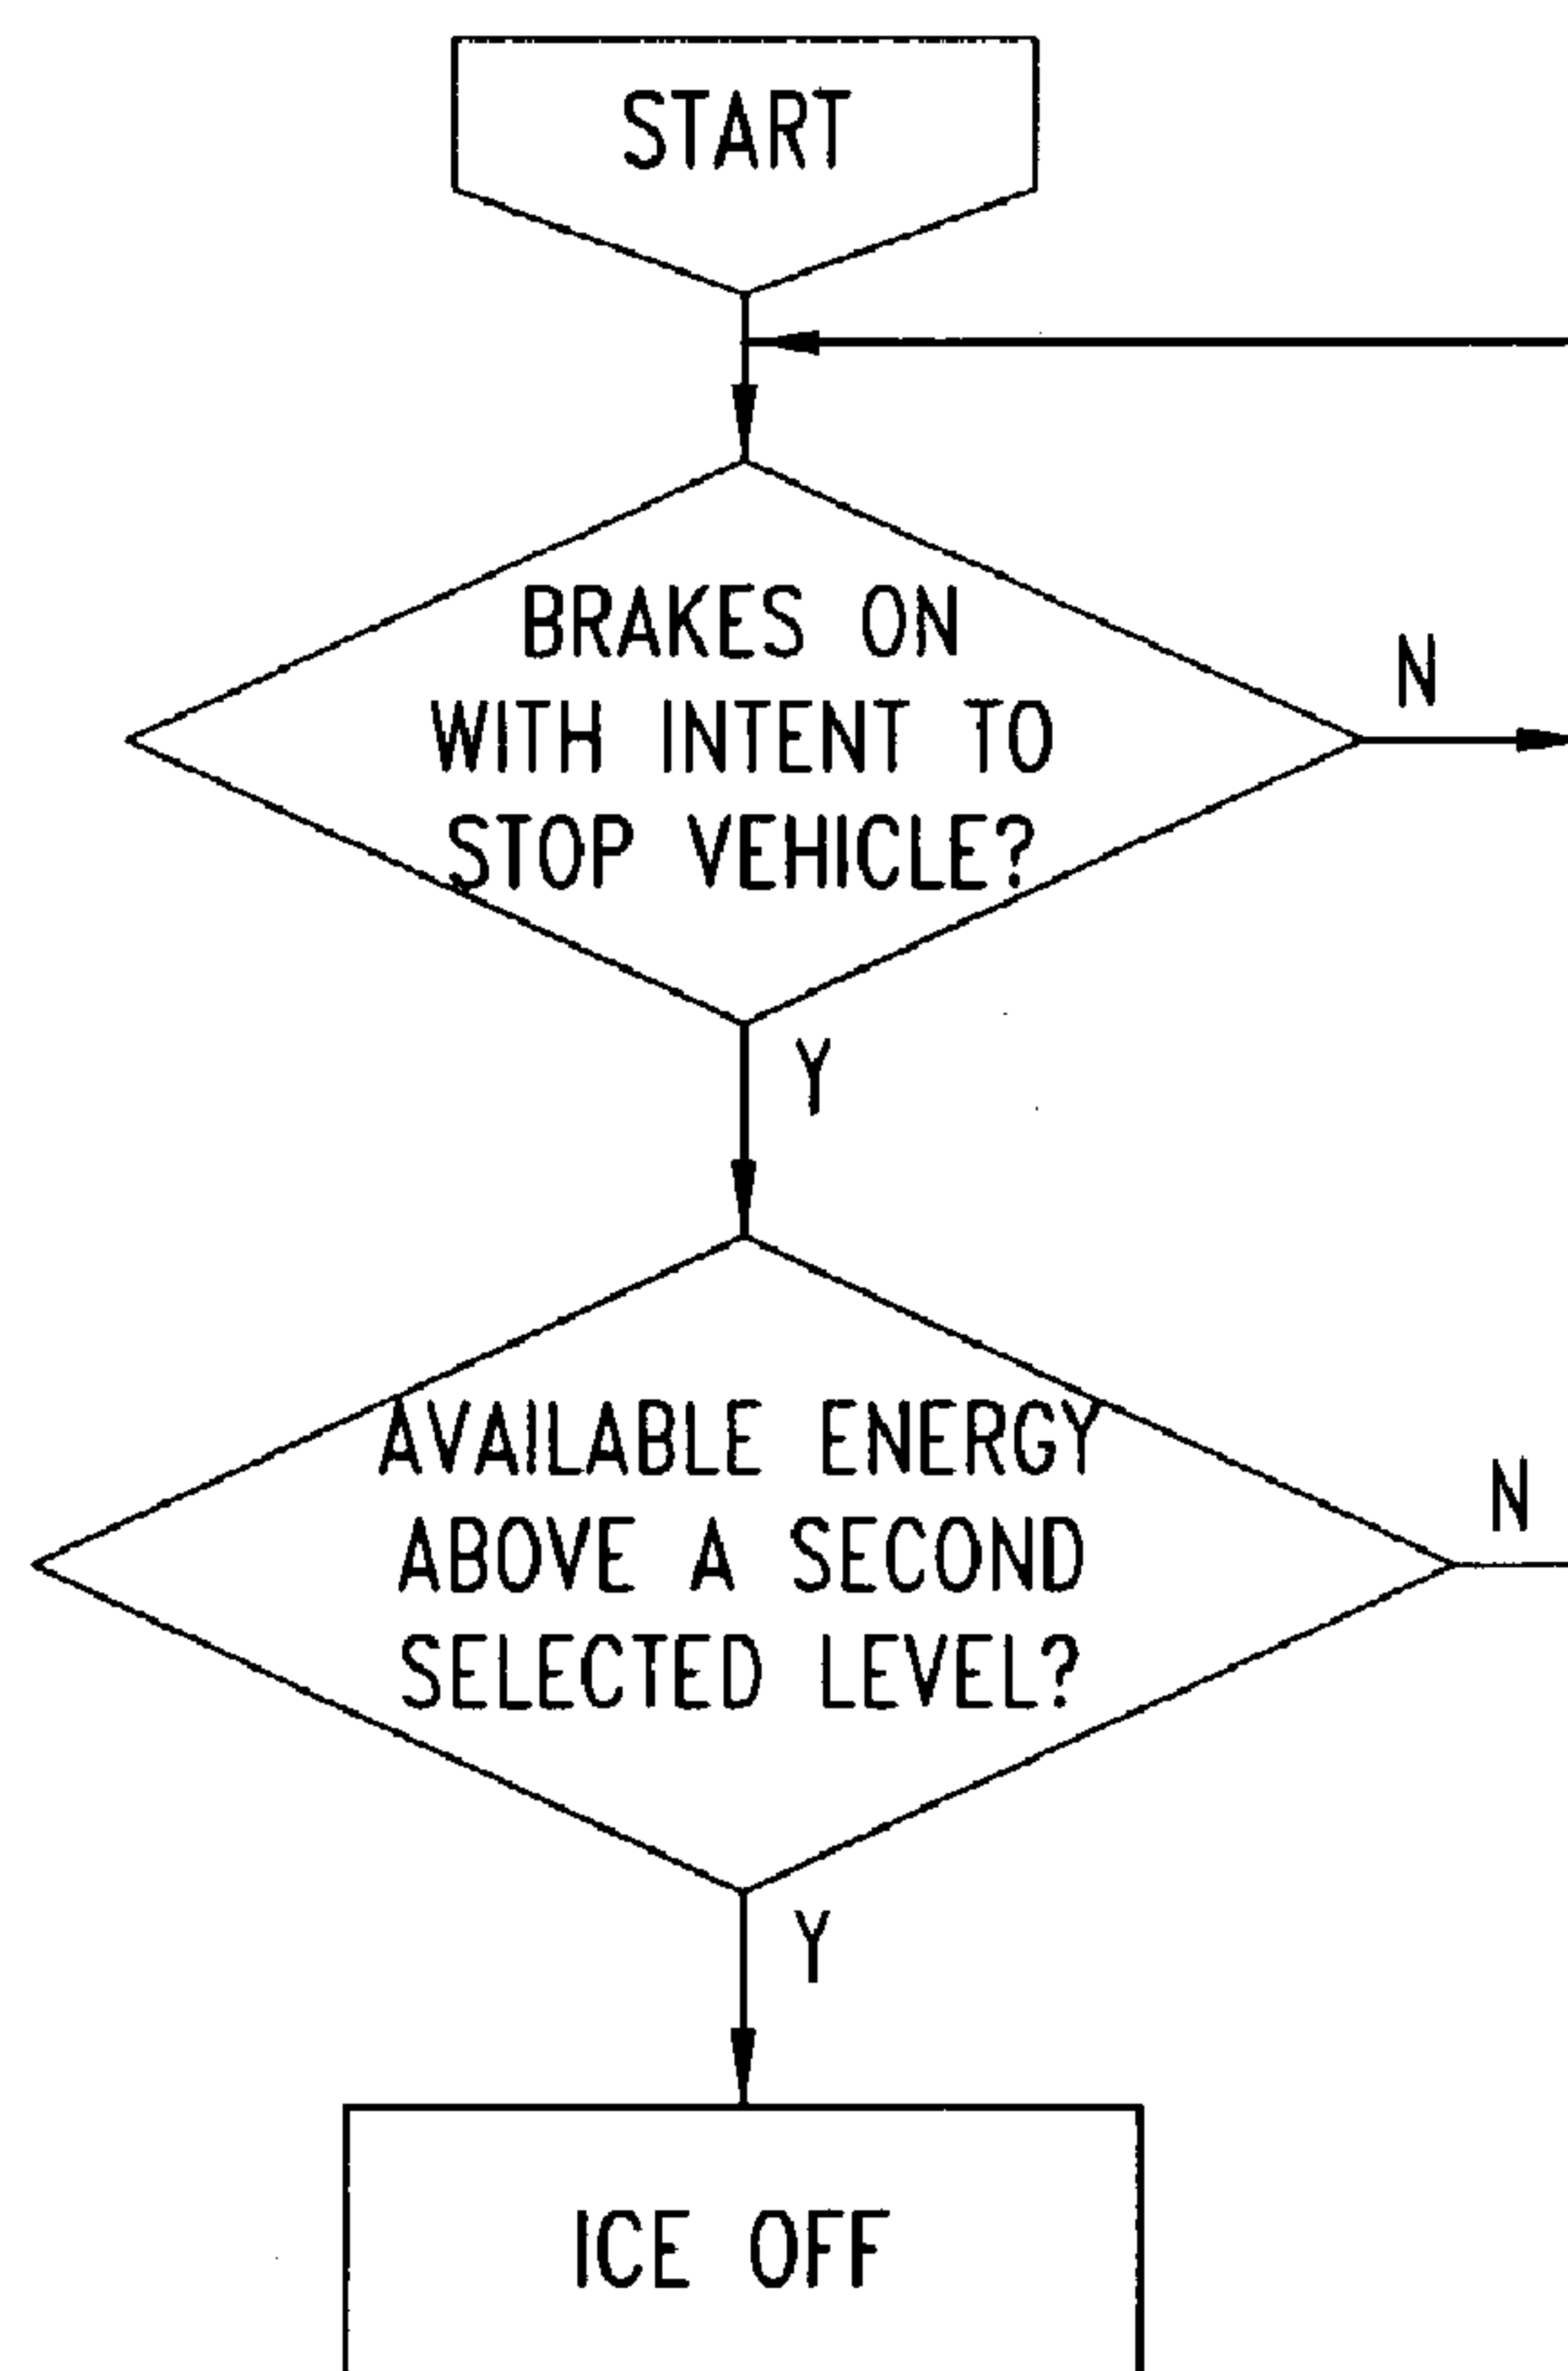 START
BRAKES ON
WITH INTENT TO
STOP VEHICLE?
N
Y
AVAILABLE ENERGY
ABOVE A SECOND
SELECTED LEVEL?
N
Y
ICE OFF